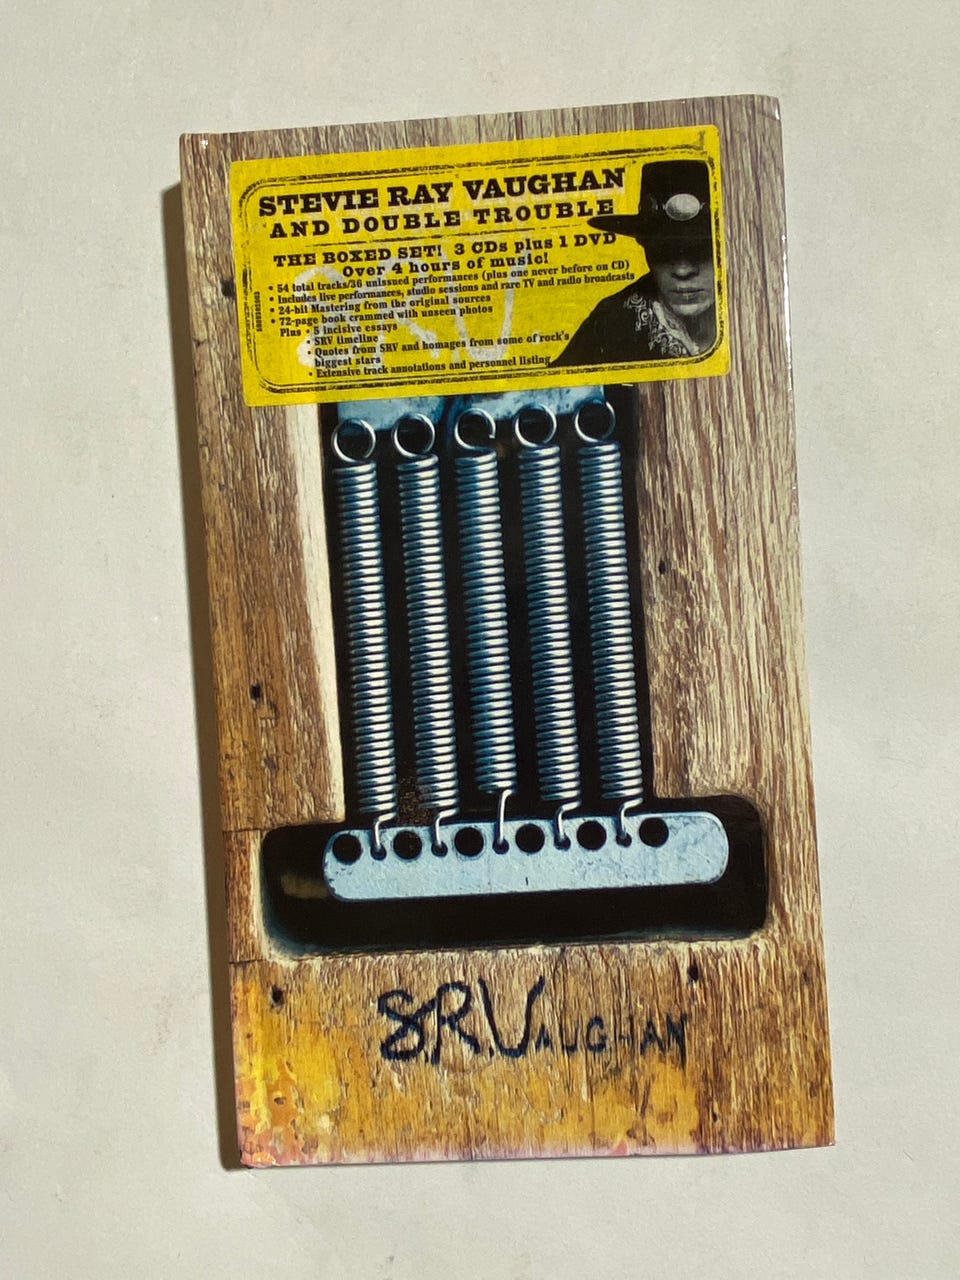 STEVIE RAY VAUGHAN
AND DOUBLE TROUBLE
THE BOXED SET! 3 CDs plus 1 DVD
Over 4 hours of music!
• 54 total tracks/36 unissued performances (plus one never before on CD)
• Includes live performances, studio sessions and rare TV and radio broadcasts
• 24-bit Mastering from the original sources
• 72-page book crammed with unseen photos
Plus • 5 incisive essays
• SRV timeline
• Quotes from SRV and homages from some of rock's
biggest stars
• Extensive track annotations and personnel listing
S.R.VAUGHAN